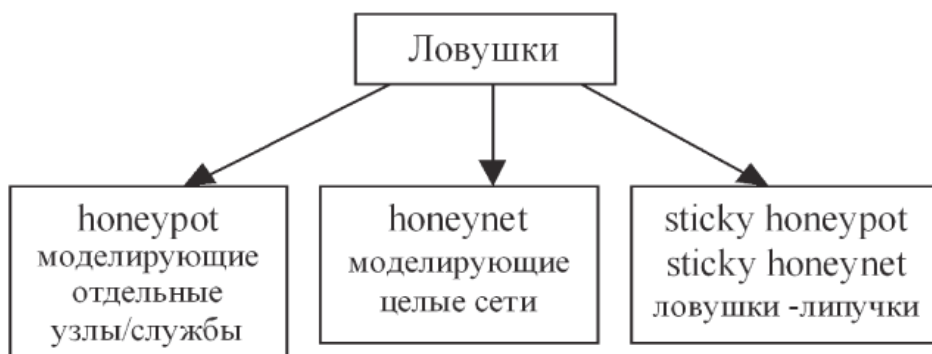 Ловушки
honeypot
моделирующие
отдельные
узлы/службы
honeynet
моделирующие
целые сети
sticky honeypot
sticky honeynet
ловушки -липучки